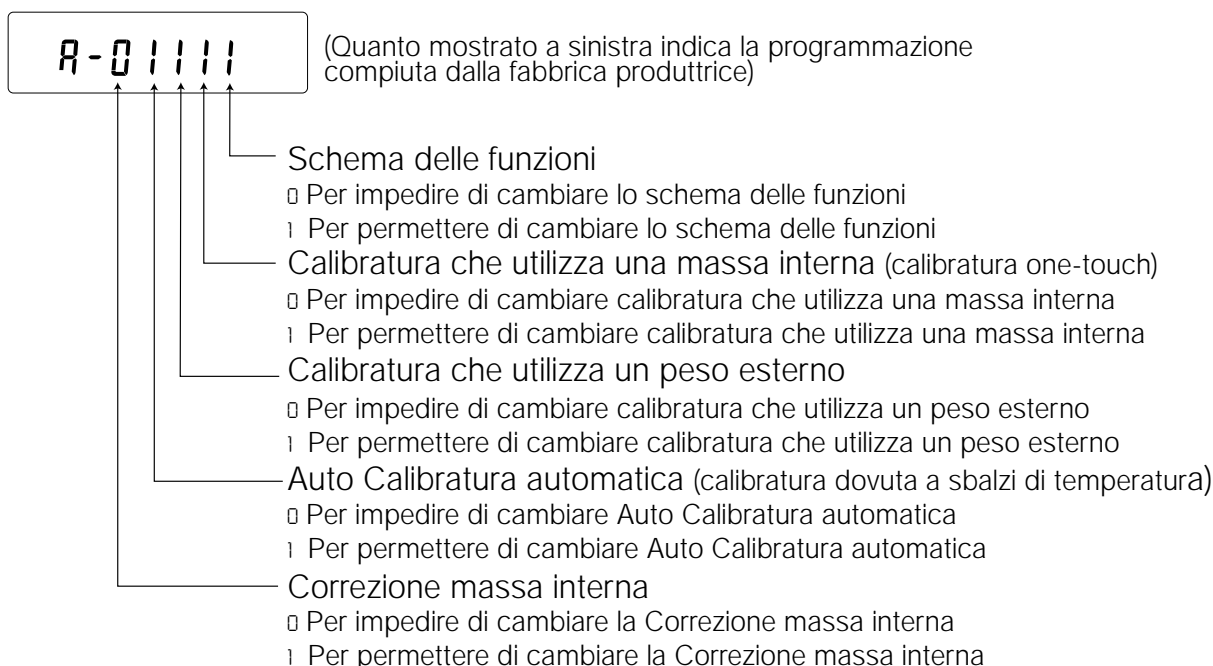 A-01111
(Quanto mostrato a sinistra indica la programmazione
compiuta dalla fabbrica produttrice)
Schema delle funzioni
0 Per impedire di cambiare lo schema delle funzioni
1 Per permettere di cambiare lo schema delle funzioni
Calibratura che utilizza una massa interna (calibratura one-touch)
0 Per impedire di cambiare calibratura che utilizza una massa interna
1 Per permettere di cambiare calibratura che utilizza una massa interna
Calibratura che utilizza un peso esterno
0 Per impedire di cambiare calibratura che utilizza un peso esterno
1 Per permettere di cambiare calibratura che utilizza un peso esterno
Auto Calibratura automatica (calibratura dovuta a sbalzi di temperatura)
0 Per impedire di cambiare Auto Calibratura automatica
1 Per permettere di cambiare Auto Calibratura automatica
Correzione massa interna
0 Per impedire di cambiare la Correzione massa interna
1 Per permettere di cambiare la Correzione massa interna